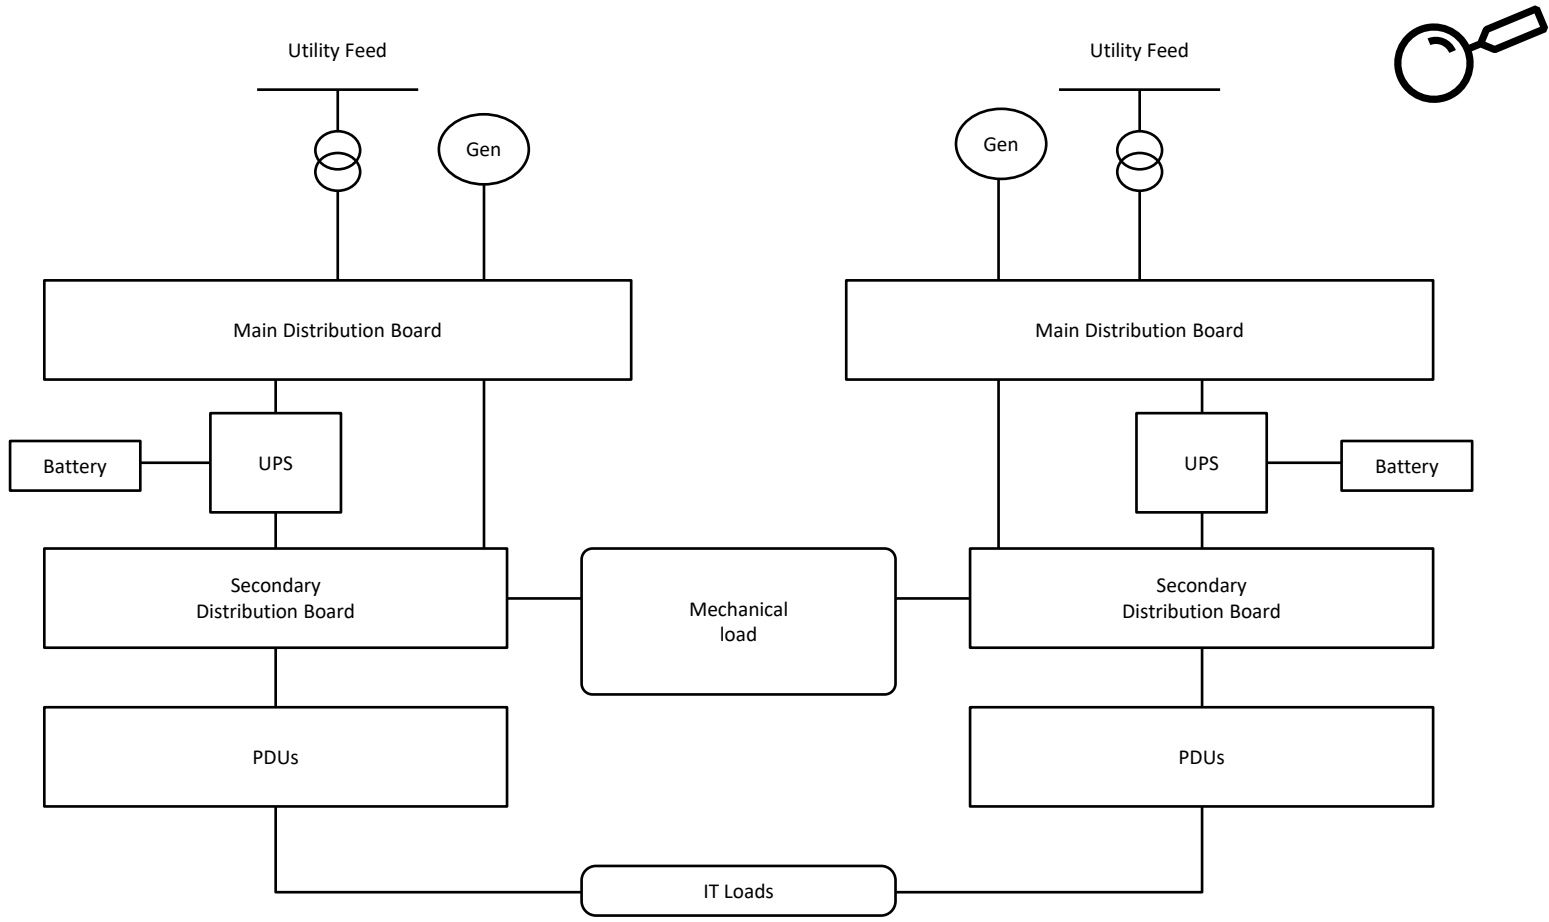 Utility Feed
Utility Feed
Gen
Gen
Main Distribution Board
Main Distribution Board
Battery
UPS
UPS
Battery
Secondary
Distribution Board
Mechanical
load
Secondary
Distribution Board
PDUs
PDUs
IT Loads